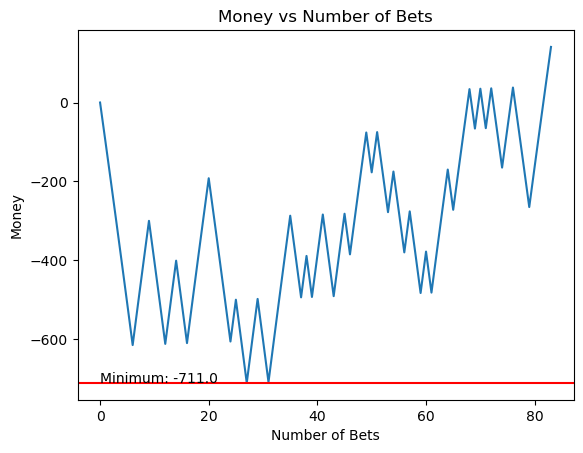 Money vs Number of Bets
0
−200
−400
−600
Money
Minimum: -711.0
0 20 40 60 80
Number of Bets